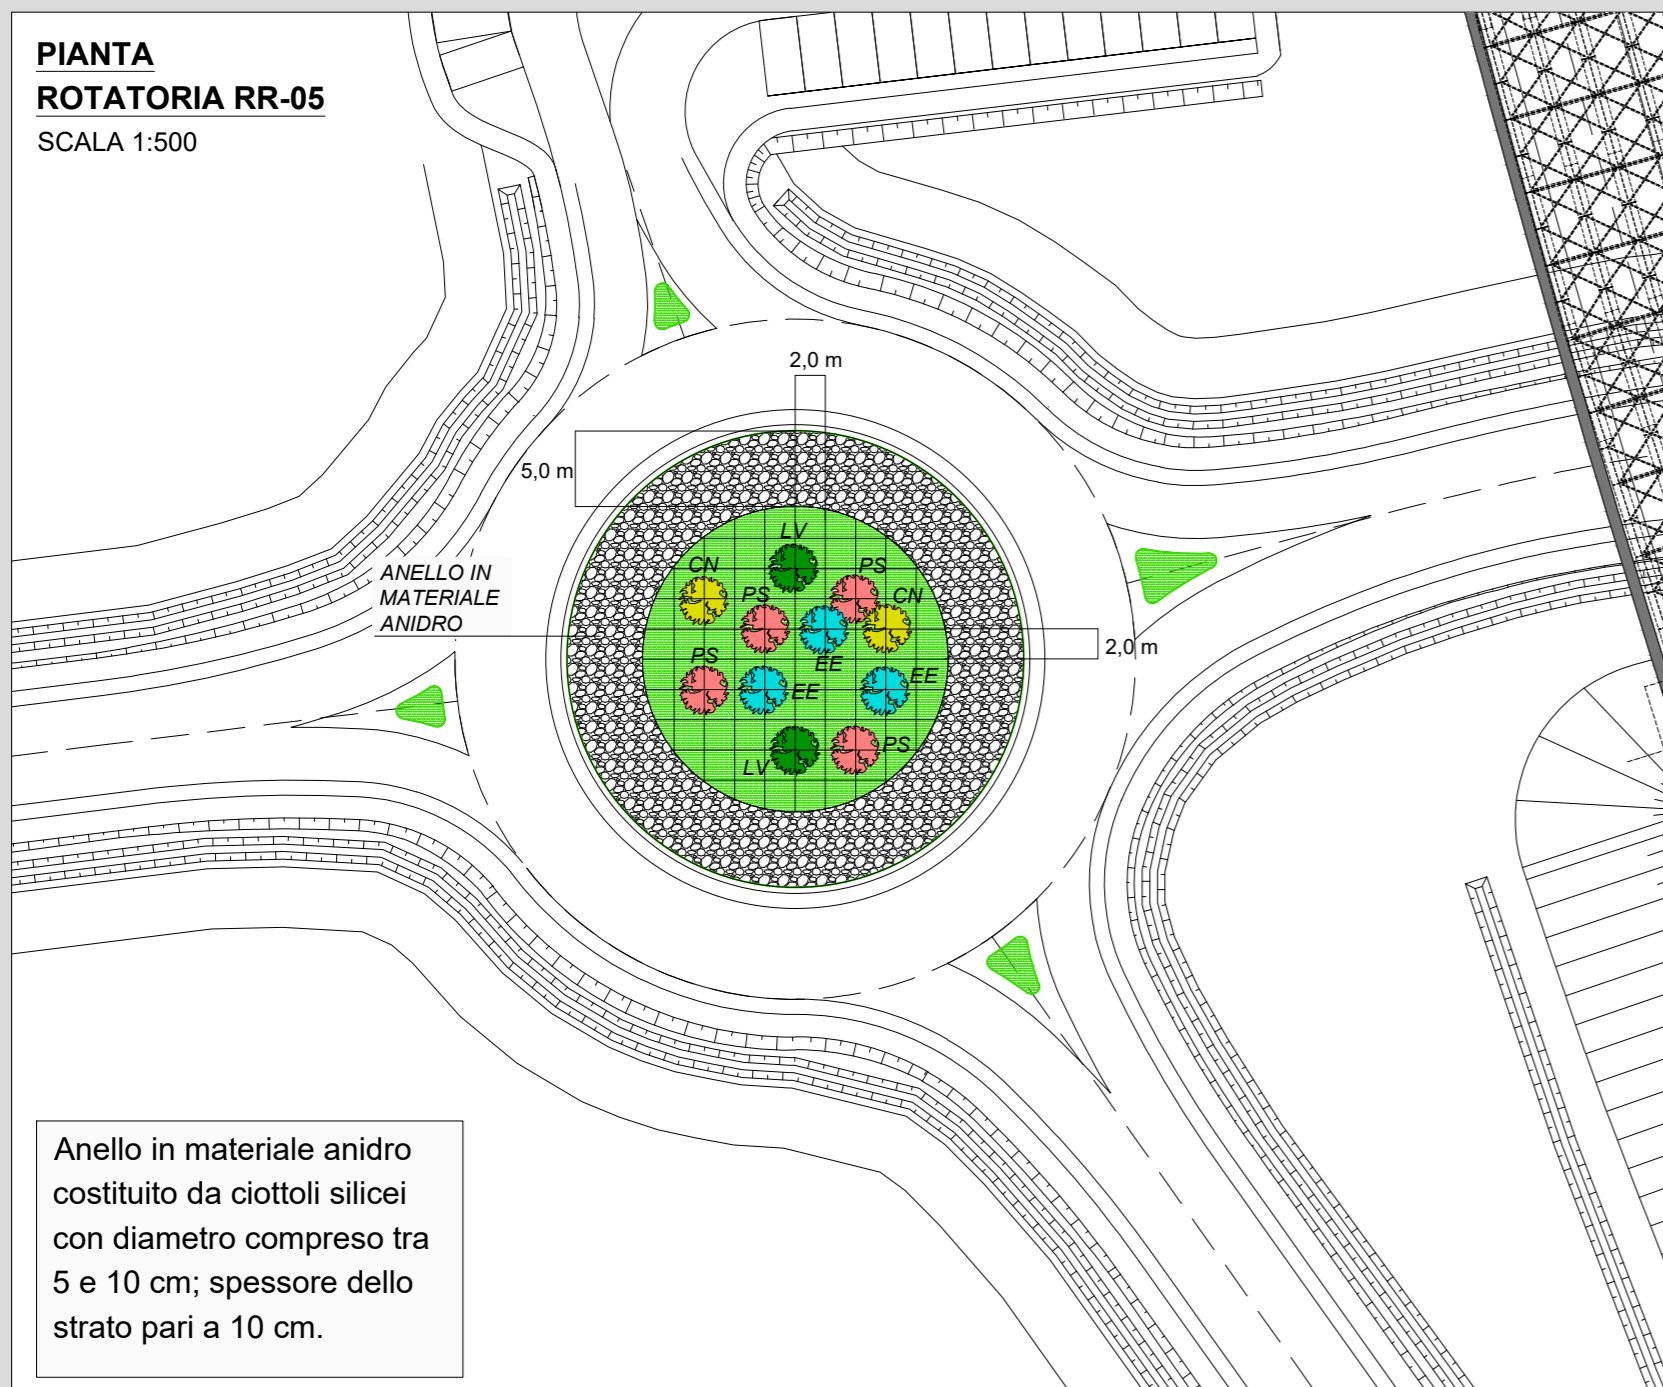 PIANTA
ROTATORIA RR-05
SCALA 1:500
2,0 m
5,0 m
LV
CN
PS
PS
CN
ANELLO IN
MATERIALE
ANIDRO
2,0 m
EE
PS
EE
EE
PS
LV
Anello in materiale anidro
costituito da ciottoli silicei
con diametro compreso tra
5 e 10 cm; spessore dello
strato pari a 10 cm.